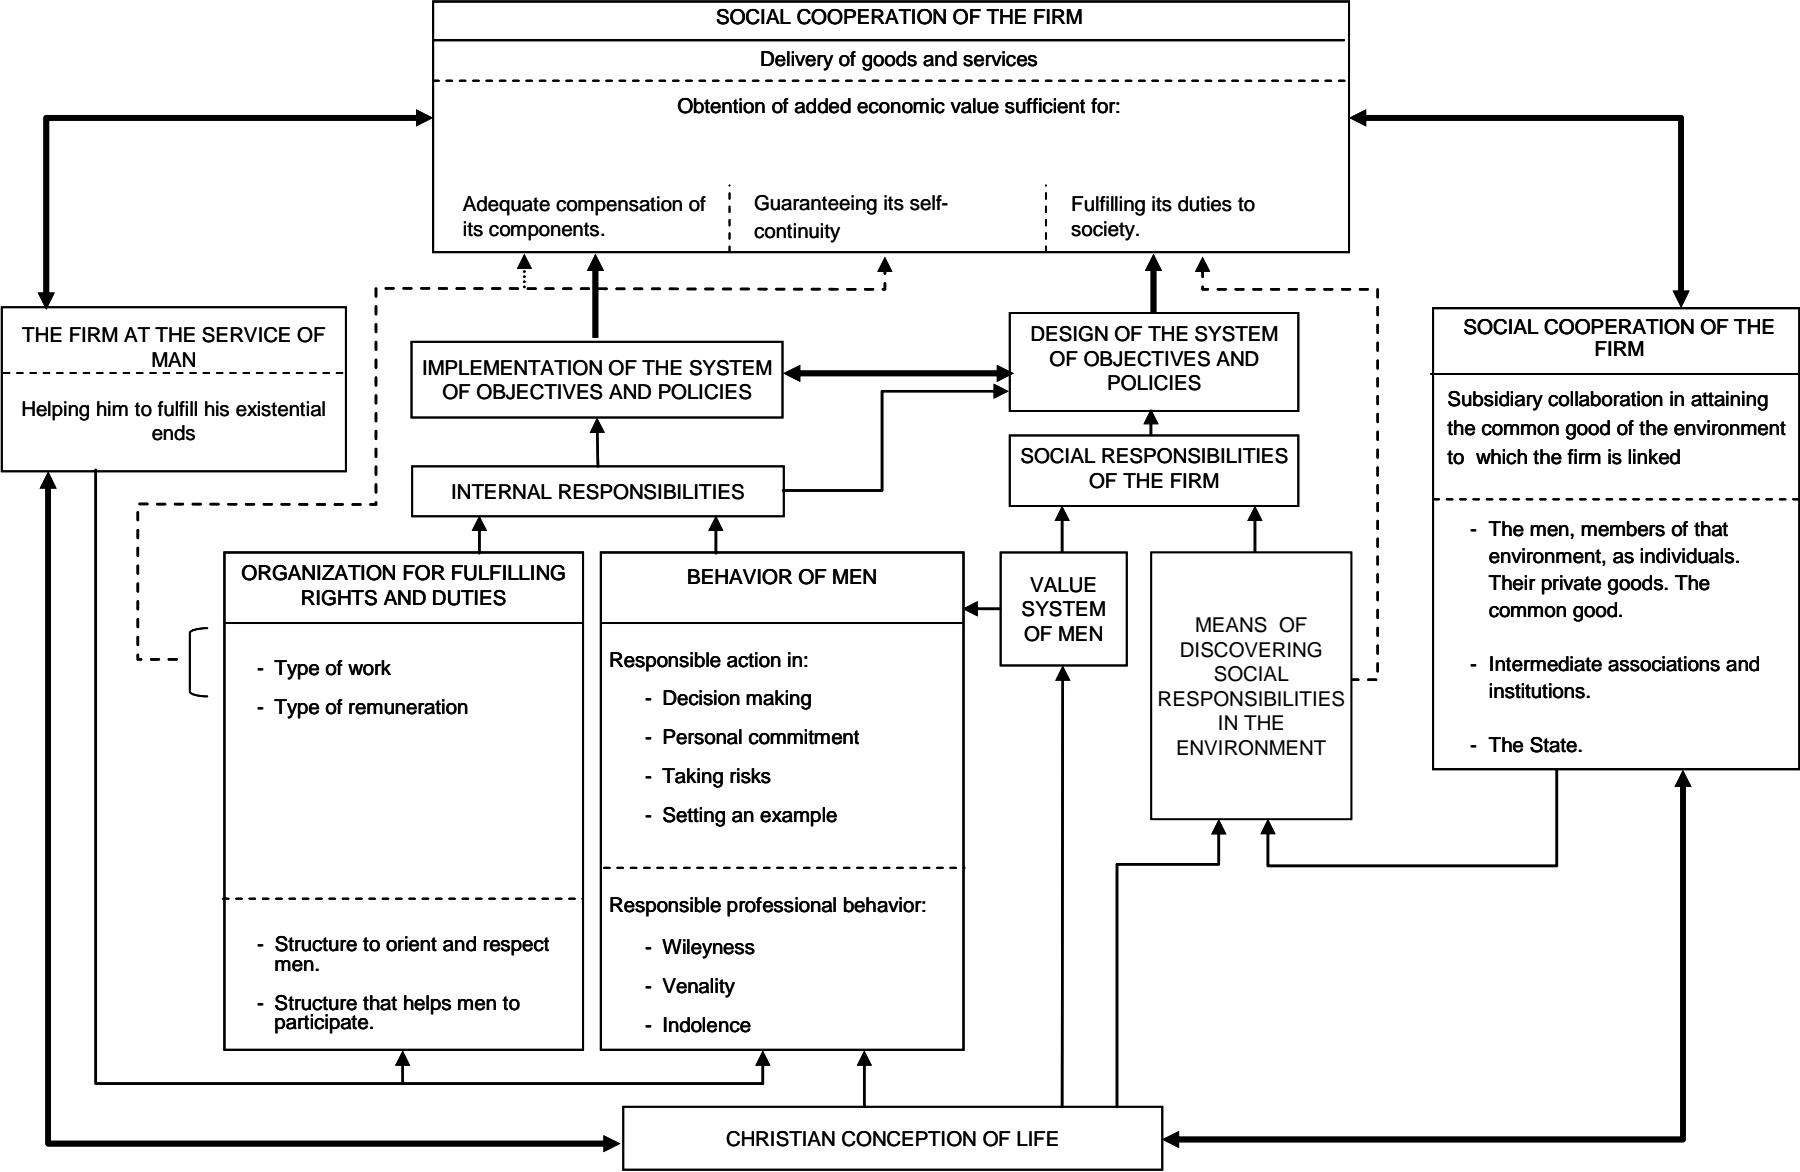 SOCIAL COOPERATION OF THE FIRM
Delivery of goods and services
Obtention of added economic value sufficient for:
Adequate compensation of
its components.
Guaranteeing its self-
continuity
Fulfilling its duties to
society.
THE FIRM AT THE SERVICE OF
MAN
Helping him to fulfill his existential
ends
IMPLEMENTATION OF THE SYSTEM
OF OBJECTIVES AND POLICIES
DESIGN OF THE SYSTEM
OF OBJECTIVES AND
POLICIES
SOCIAL COOPERATION OF THE
FIRM
Subsidiary collaboration in attaining
the common good of the environment
to which the firm is linked
- The men, members of that
environment, as individuals.
Their private goods. The
common good.
- Intermediate associations and
institutions.
- The State.
INTERNAL RESPONSIBILITIES
SOCIAL RESPONSIBILITIES
OF THE FIRM
ORGANIZATION FOR FULFILLING
RIGHTS AND DUTIES
- Type of work
- Type of remuneration
- Structure to orient and respect
men.
- Structure that helps men to
participate.
BEHAVIOR OF MEN
Responsible action in:
- Decision making
- Personal commitment
- Taking risks
- Setting an example
Responsible professional behavior:
- Wileyness
- Venality
- Indolence
VALUE
SYSTEM
OF MEN
MEANS OF
DISCOVERING
SOCIAL
RESPONSIBILITIES
IN THE
ENVIRONMENT
CHRISTIAN CONCEPTION OF LIFE